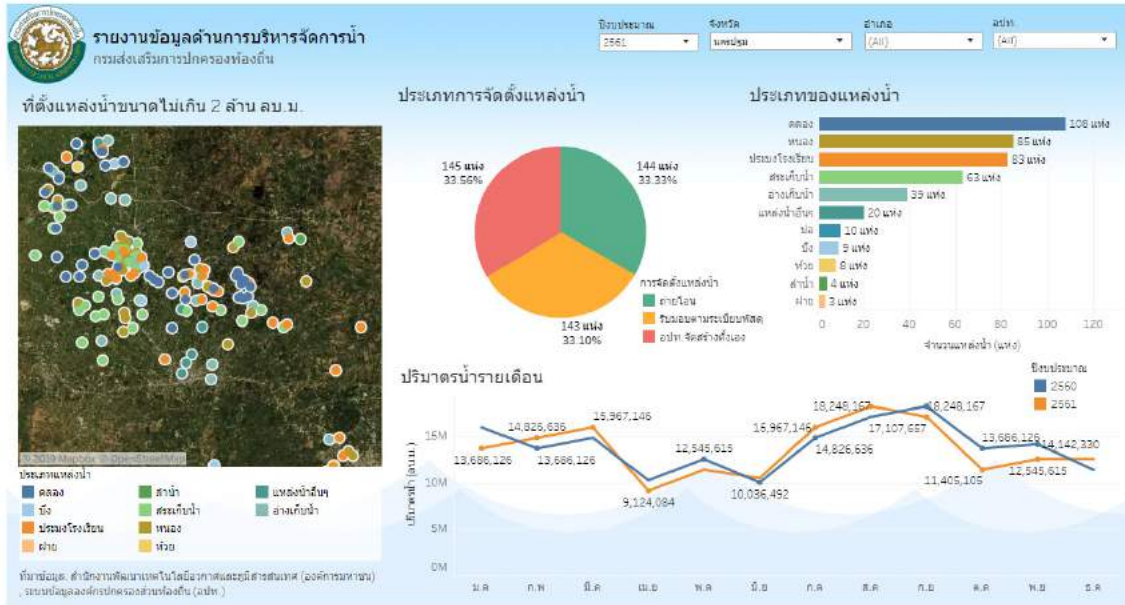 รายงานข้อมูลด้านการบริหารจัดการน้ำ
กรมส่งเสริมการปกครองท้องถิ่น
ปีงบประมาณ จังหวัด อำเภอ อปท.
2561 นครปฐม (All) (All)
ที่ตั้งแหล่งน้ำขนาดไม่เกิน 2 ล้าน ลบ.ม.
© 2019 Mapbox © OpenStreetMap
ประเภทแหล่งน้ำ
คลอง ลำน้ำ แหล่งน้ำอื่นๆ
บึง สระเก็บน้ำ อ่างเก็บน้ำ
ประมงโรงเรียน หนอง
ฝาย ห้วย
ที่มาข้อมูล: สำนักงานพัฒนาเทคโนโลยีอวกาศและภูมิสารสนเทศ (องค์การมหาชน)
, ระบบข้อมูลองค์กรปกครองส่วนท้องถิ่น (อปท.)
ประเภทการจัดตั้งแหล่งน้ำ
145 แห่ง 144 แห่ง
33.56% 33.33%
143 แห่ง
33.10%
การจัดตั้งแหล่งน้ำ
ถ่ายโอน
รับมอบตามระเบียบพัสดุ
อปท.จัดสร้างตั้งเอง
ประเภทของแหล่งน้ำ
คลอง 108 แห่ง
หนอง 85 แห่ง
ประมงโรงเรียน 83 แห่ง
สระเก็บน้ำ 63 แห่ง
อ่างเก็บน้ำ 39 แห่ง
แหล่งน้ำอื่นๆ 20 แห่ง
บ่อ 10 แห่ง
บึง 9 แห่ง
ห้วย 8 แห่ง
ลำน้ำ 4 แห่ง
ฝาย 3 แห่ง
0 20 40 60 80 100 120
จำนวนแหล่งน้ำ (แห่ง)
ปริมาตรน้ำรายเดือน
ปีงบประมาณ
2560
2561
ปริมาตรน้ำ (ลบ.ม.)
15M
10M
5M
0M
13,686,126 14,826,636 13,686,126 15,967,146 9,124,084 12,545,615 10,036,492 15,967,146 14,826,636 18,248,167 17,107,657 18,248,167 11,405,105 13,686,126 12,545,615 14,142,330
ม.ค ก.พ มี.ค เม.ย พ.ค มิ.ย ก.ค ส.ค ก.ย ต.ค พ.ย ธ.ค